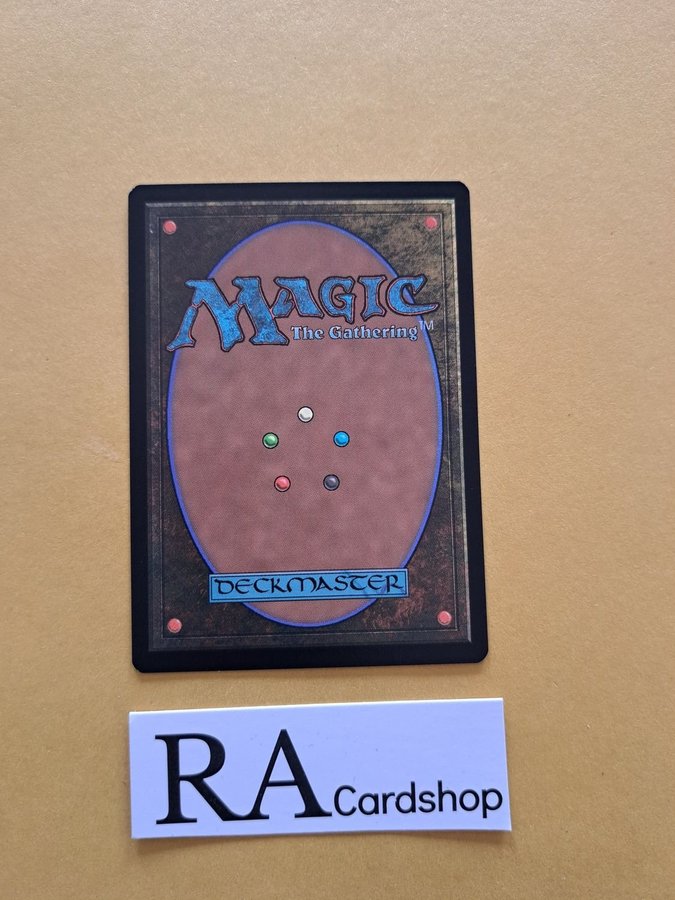 MAGIC
The Gathering™
DECKMASTER
RA Cardshop